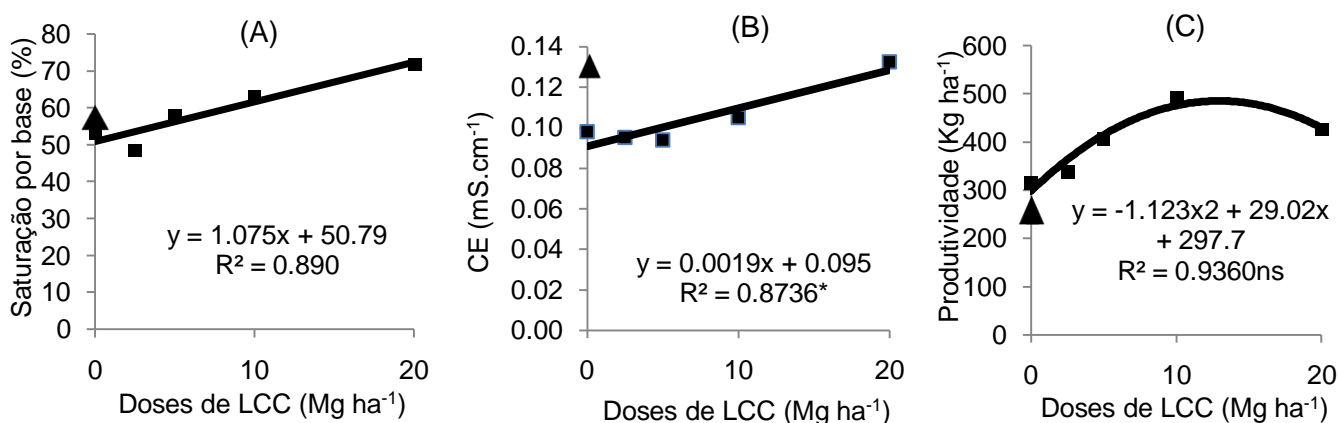 (A)
Saturação por base (%)
80
70
60
50
40
30
20
10
0
y = 1.075x + 50.79
R² = 0.890
0 10 20
Doses de LCC (Mg ha⁻¹)
(B)
CE (mS.cm⁻¹)
0.14
0.12
0.10
0.08
0.06
0.04
0.02
0.00
y = 0.0019x + 0.095
R² = 0.8736*
0 10 20
Doses de LCC (Mg ha⁻¹)
(C)
Produtividade (Kg ha⁻¹)
600
500
400
300
200
100
0
y = -1.123x2 + 29.02x
+ 297.7
R² = 0.9360ns
0 10 20
Doses de LCC (Mg ha⁻¹)